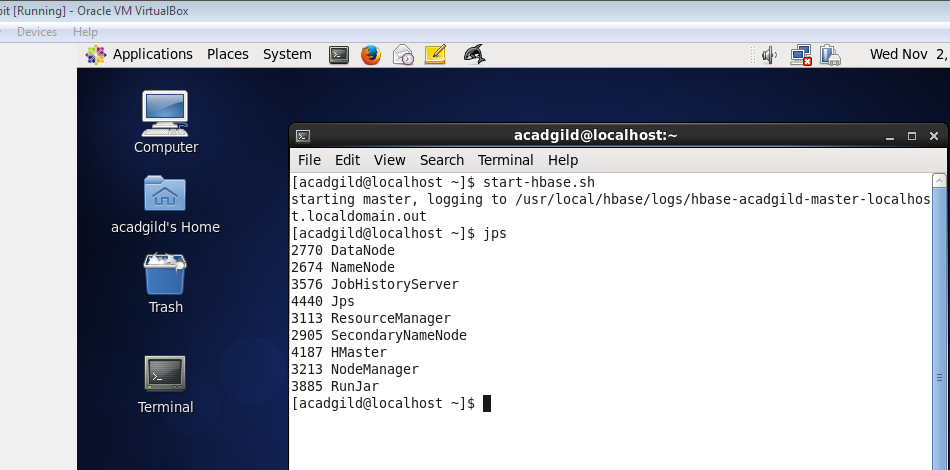 bit [Running] - Oracle VM VirtualBox
Devices Help
Applications Places System Wed Nov 2,
Computer
acadgild's Home
Trash
Terminal
acadgild@localhost:~
File Edit View Search Terminal Help
[acadgild@localhost ~]$ start-hbase.sh
starting master, logging to /usr/local/hbase/logs/hbase-acadgild-master-localhos
t.localdomain.out
[acadgild@localhost ~]$ jps
2770 DataNode
2674 NameNode
3576 JobHistoryServer
4440 Jps
3113 ResourceManager
2905 SecondaryNameNode
4187 HMaster
3213 NodeManager
3885 RunJar
[acadgild@localhost ~]$